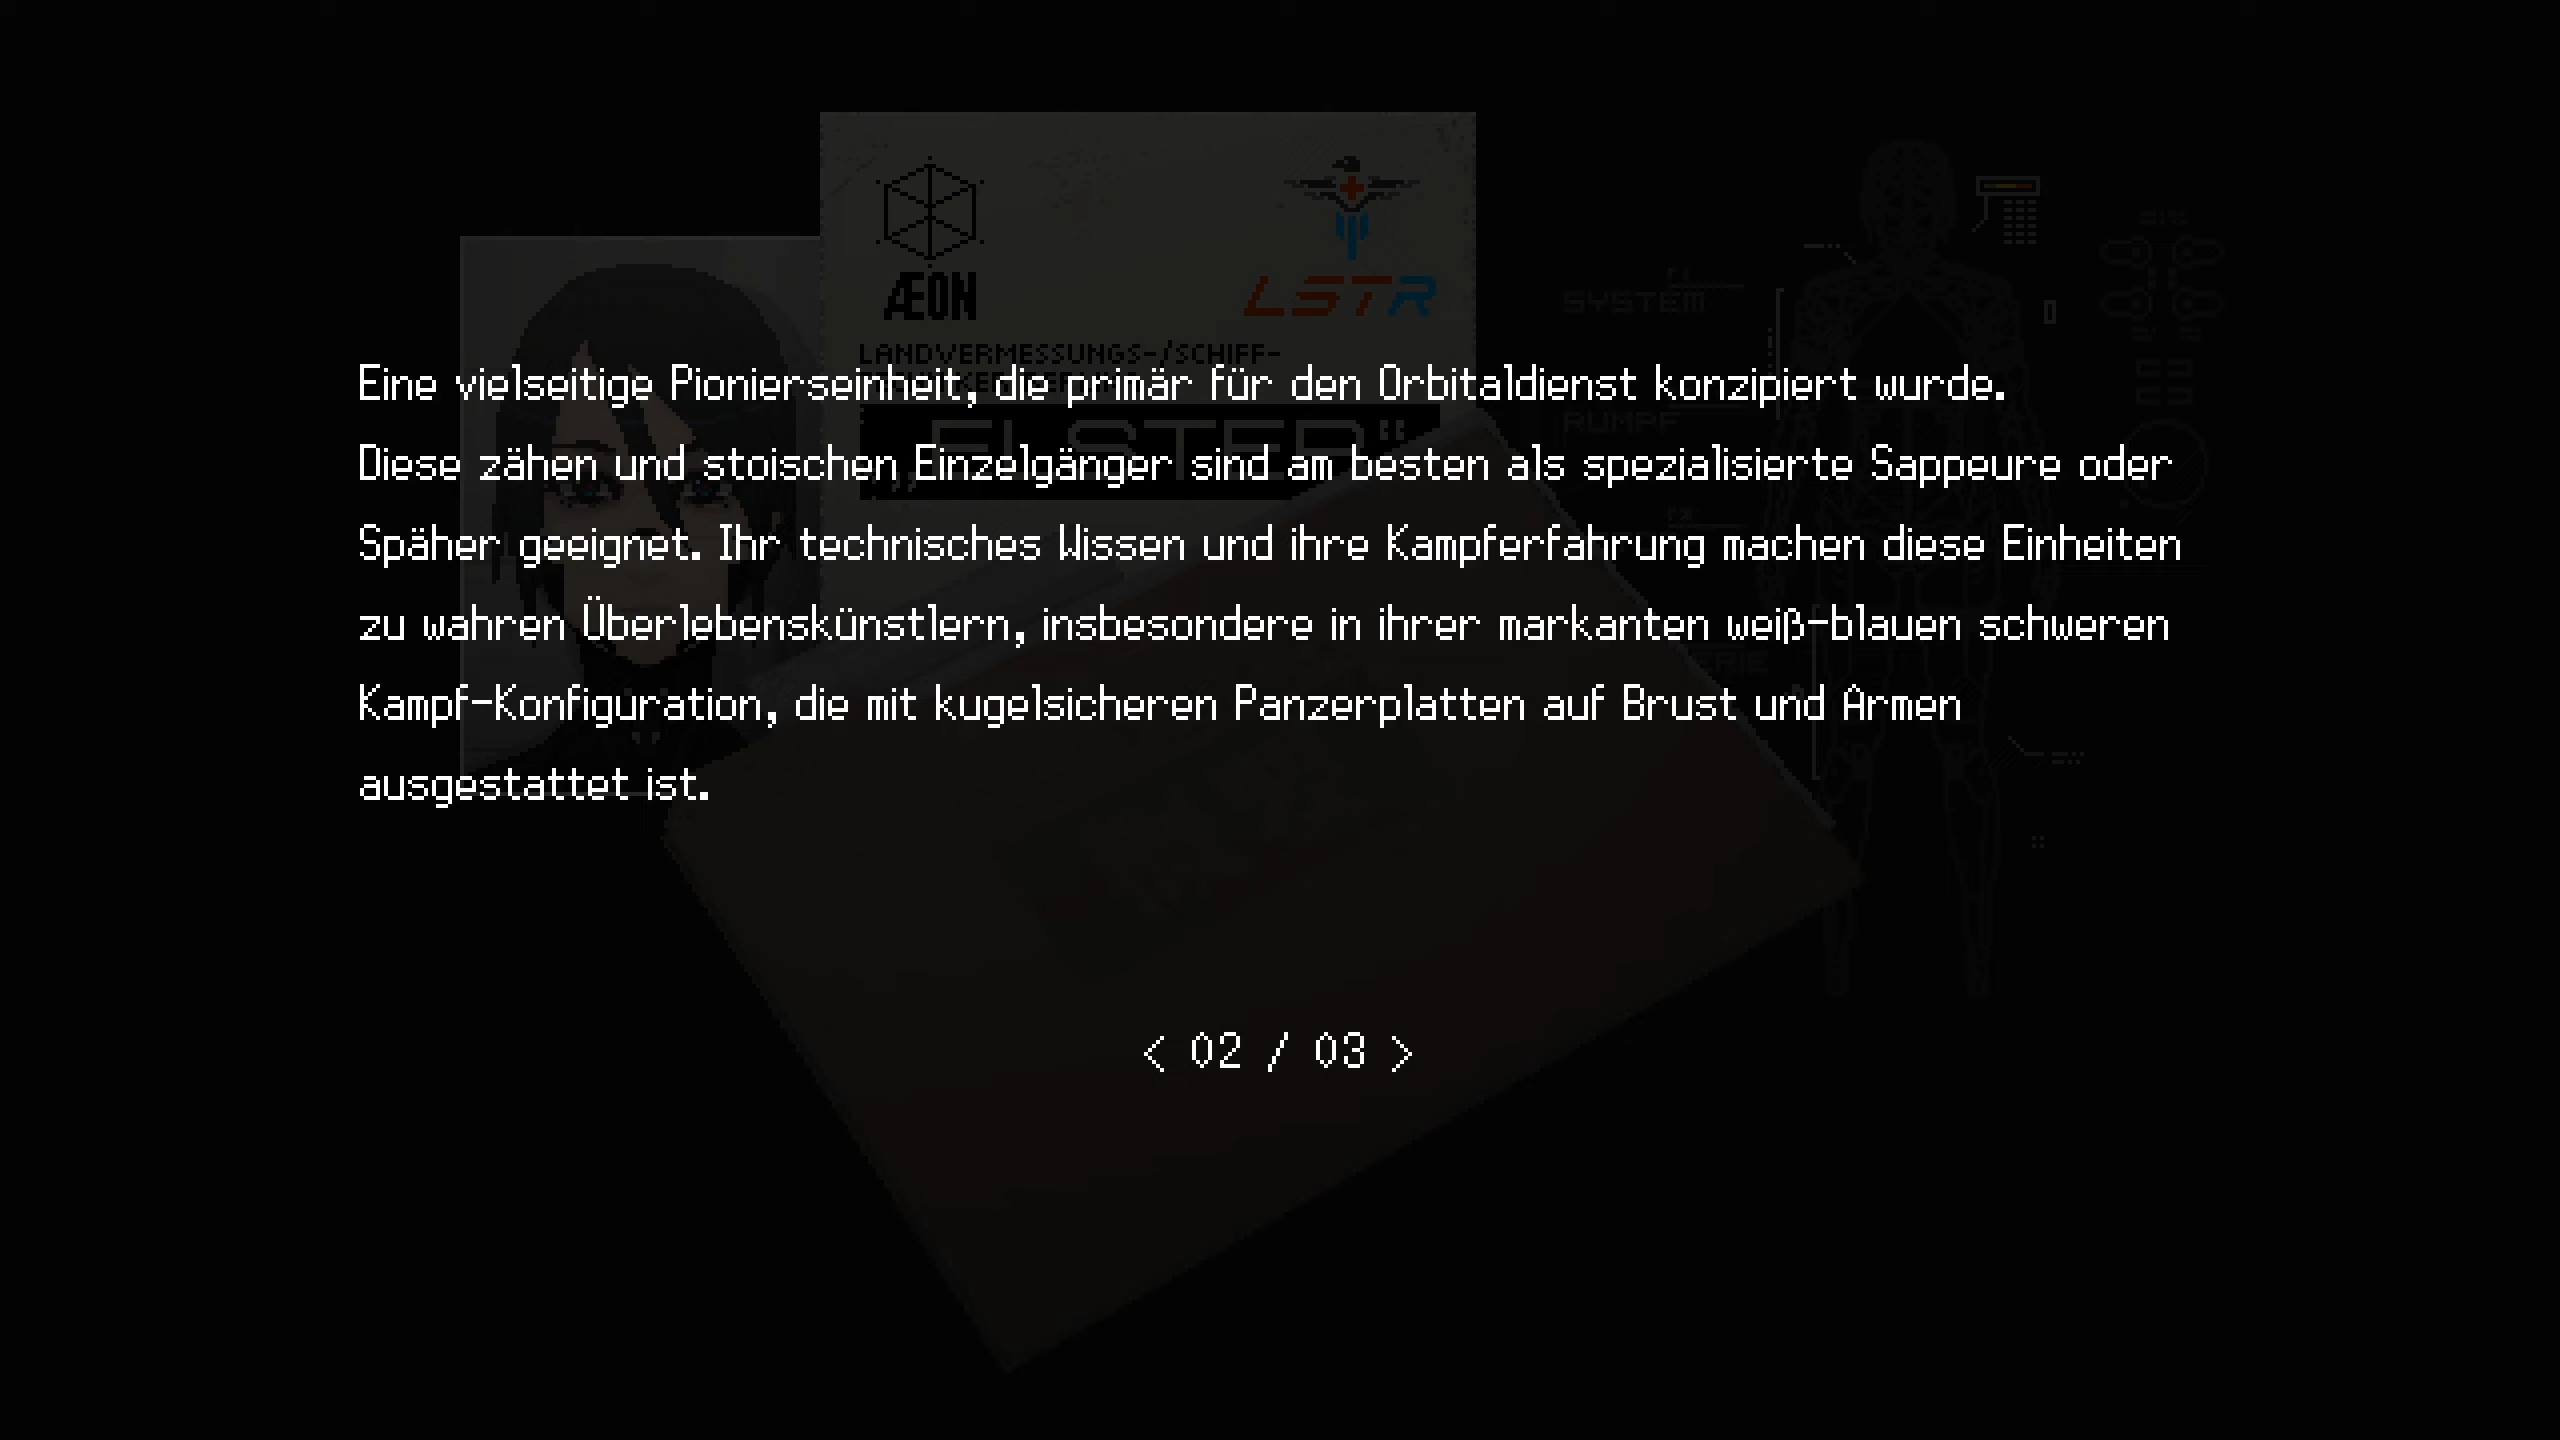 ÆON
LSTR
LANDVERMESSUNGS-/SCHIFF-
„ELSTER“
SYSTEM
RUMPF
Eine vielseitige Pionierseinheit, die primär für den Orbitaldienst konzipiert wurde.
Diese zähen und stoischen Einzelgänger sind am besten als spezialisierte Sappeure oder
Späher geeignet. Ihr technisches Wissen und ihre Kampferfahrung machen diese Einheiten
zu wahren Überlebenskünstlern, insbesondere in ihrer markanten weiß-blauen schweren
Kampf-Konfiguration, die mit kugelsicheren Panzerplatten auf Brust und Armen
ausgestattet ist.
< 02 / 03 >